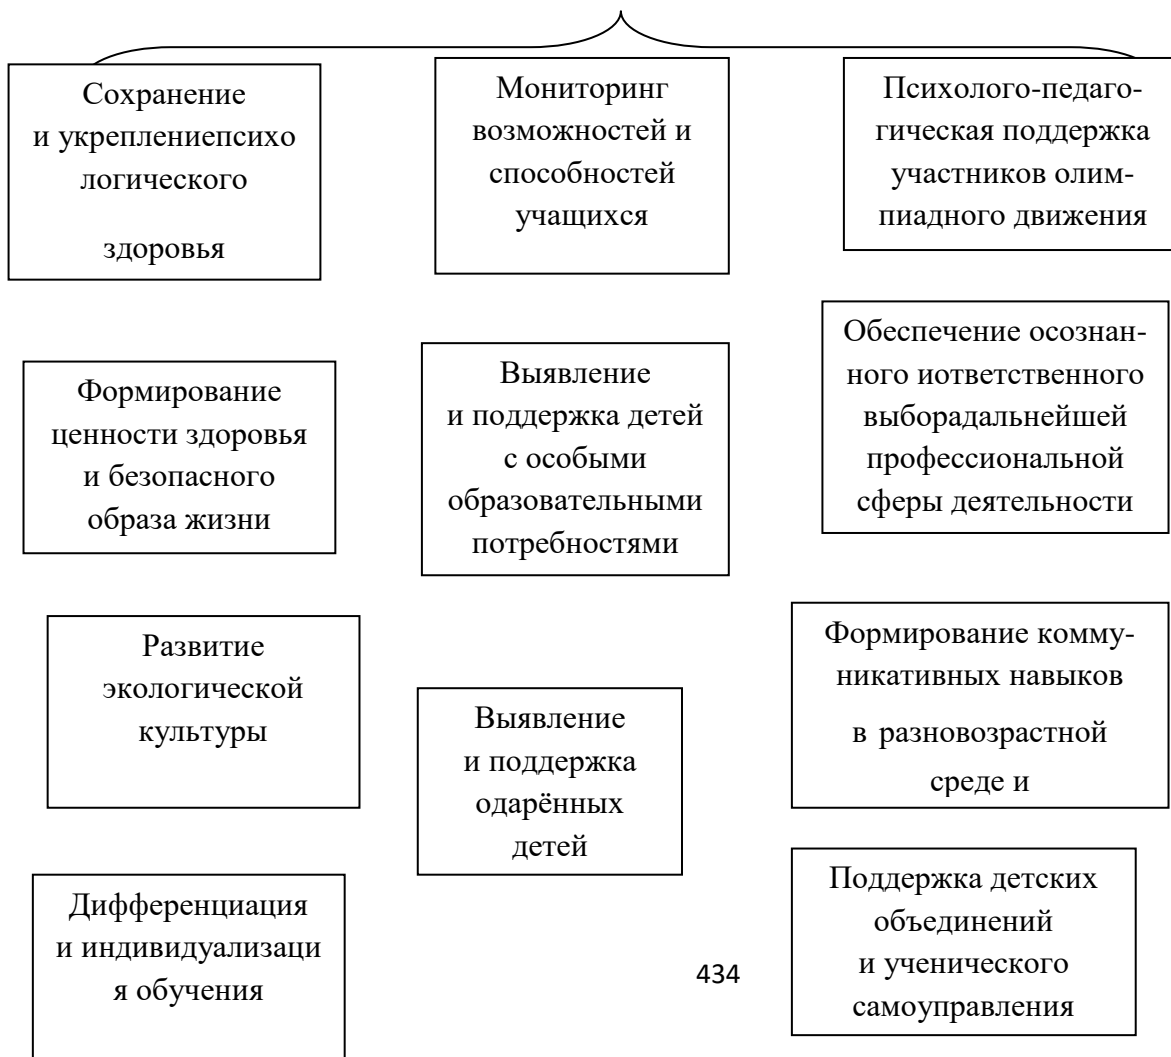 Сохранение
и укреплениепсихо
логического
здоровья
Мониторинг
возможностей и
способностей
учащихся
Психолого-педаго-
гическая поддержка
участников олим-
пиадного движения
Формирование
ценности здоровья
и безопасного
образа жизни
Выявление
и поддержка детей
с особыми
образовательными
потребностями
Обеспечение осознан-
ного иответственного
выборадальнейшей
профессиональной
сферы деятельности
Развитие
экологической
культуры
Выявление
и поддержка
одарённых
детей
Формирование комму-
никативных навыков
в разновозрастной
среде и
Дифференциация
и индивидуализаци
я обучения
Поддержка детских
объединений
и ученического
самоуправления
434